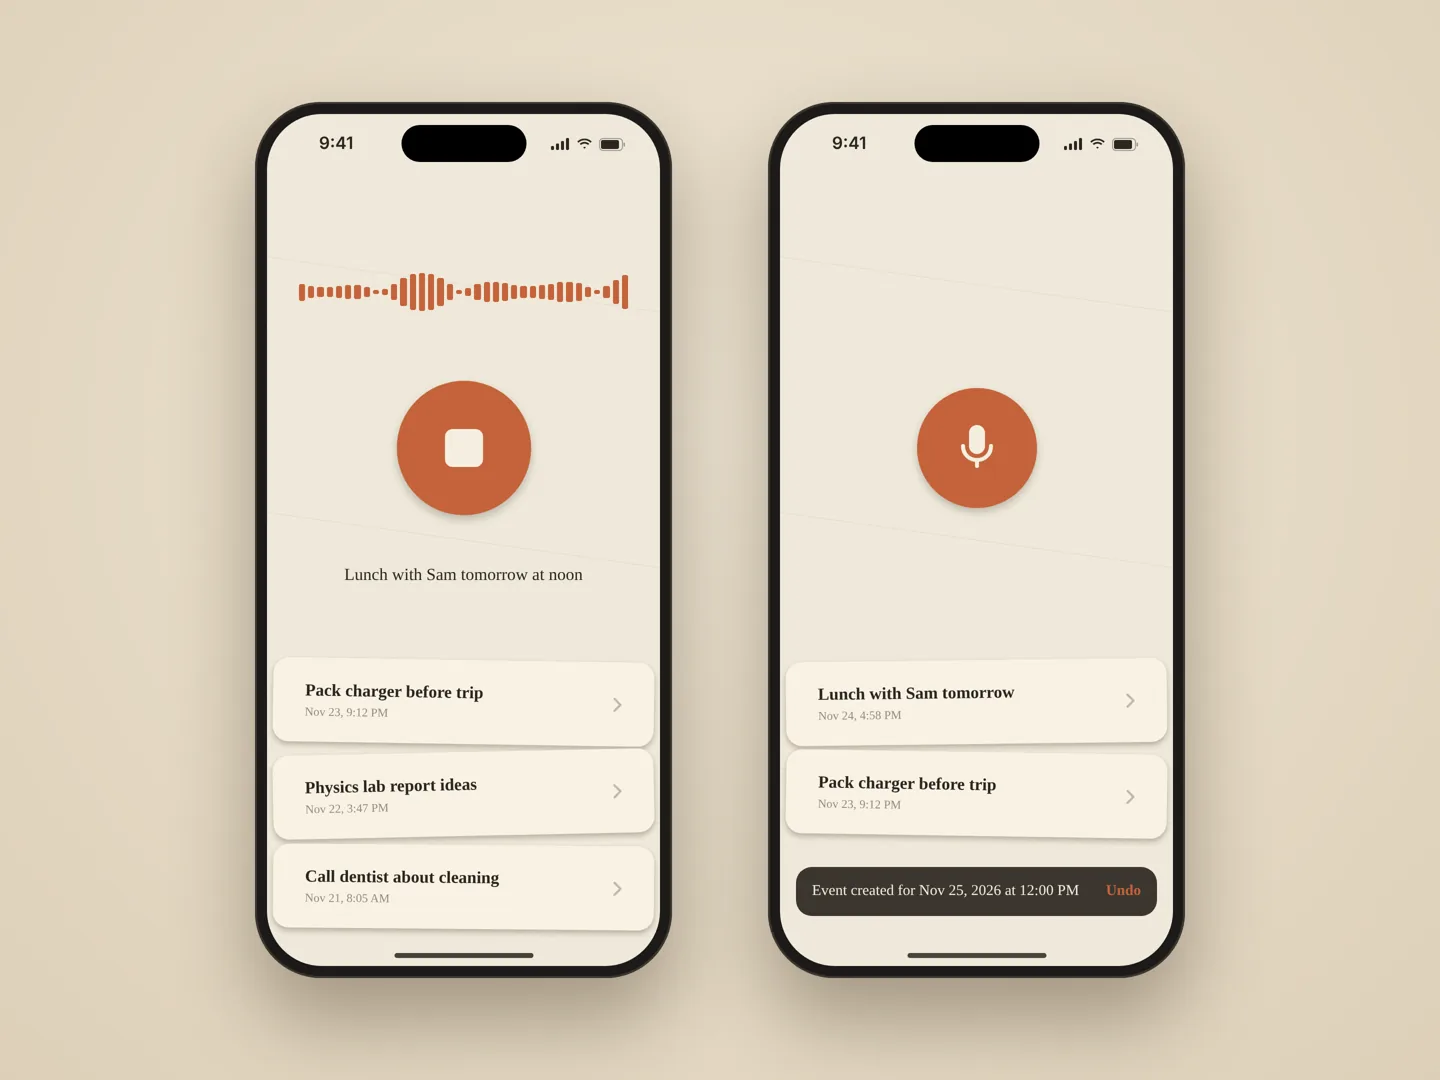 9:41
Lunch with Sam tomorrow at noon
Pack charger before trip
Nov 23, 9:12 PM
Physics lab report ideas
Nov 22, 3:47 PM
Call dentist about cleaning
Nov 21, 8:05 AM
9:41
Lunch with Sam tomorrow
Nov 24, 4:58 PM
Pack charger before trip
Nov 23, 9:12 PM
Event created for Nov 25, 2026 at 12:00 PM Undo